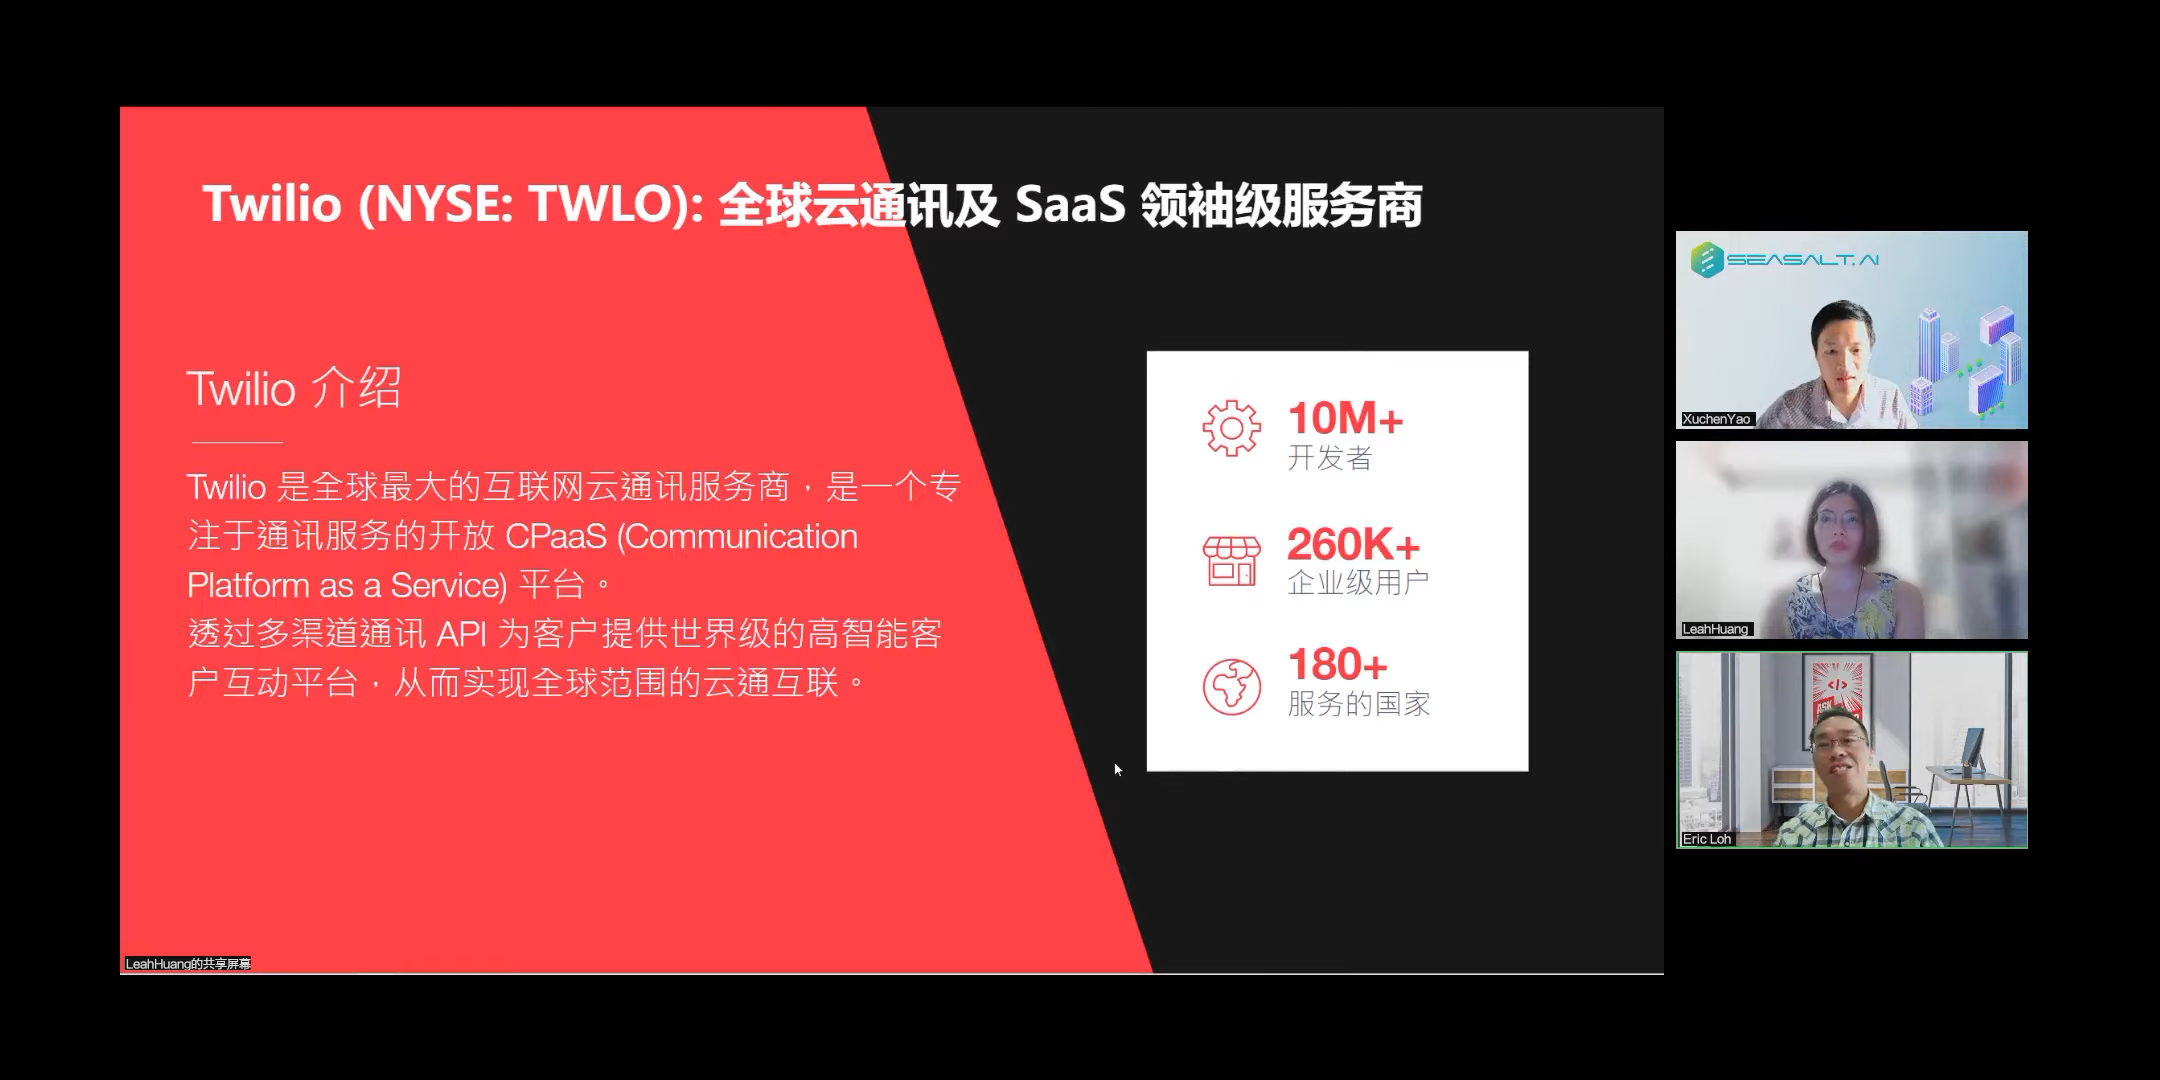 Twilio (NYSE: TWLO): 全球云通讯及 SaaS 领袖级服务商
Twilio 介绍
Twilio 是全球最大的互联网云通讯服务商，是一个专
注于通讯服务的开放 CPaaS (Communication
Platform as a Service) 平台。
透过多渠道通讯 API 为客户提供世界级的高智能客
户互动平台，从而实现全球范围的云通互联。
10M+
开发者
260K+
企业级用户
180+
服务的国家
LeahHuang的共享屏幕
SEASALT.AI
XuchenYao
LeahHuang
</>
ASK
Eric Loh